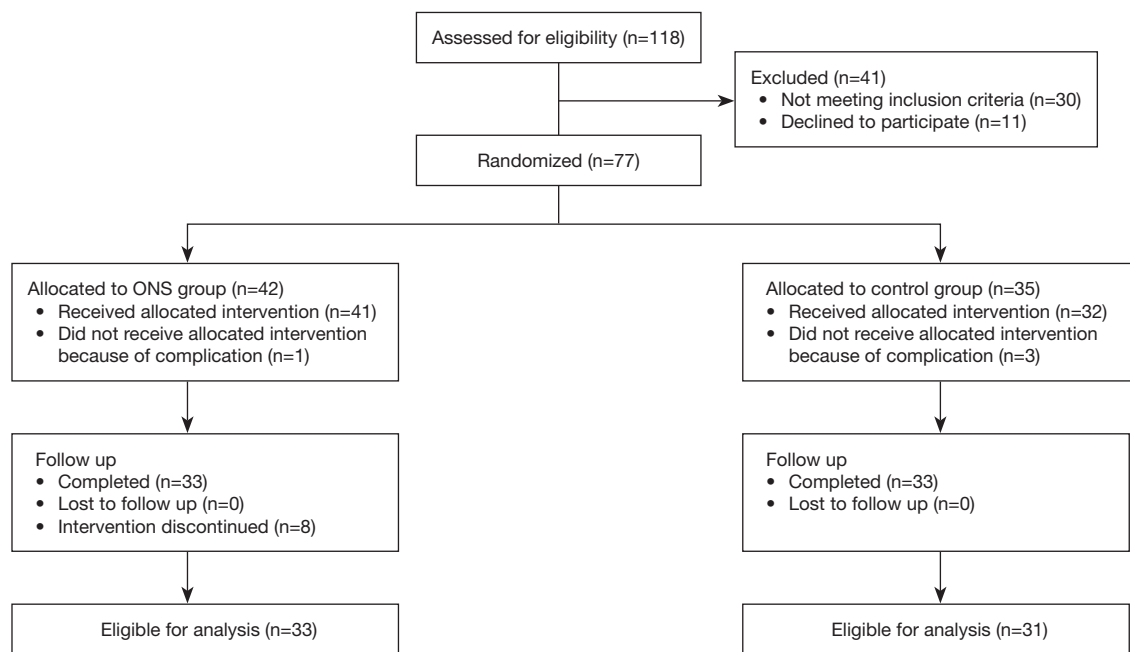 Assessed for eligibility (n=118)
Excluded (n=41)
• Not meeting inclusion criteria (n=30)
• Declined to participate (n=11)
Randomized (n=77)
Allocated to ONS group (n=42)
• Received allocated intervention (n=41)
• Did not receive allocated intervention
because of complication (n=1)
Allocated to control group (n=35)
• Received allocated intervention (n=32)
• Did not receive allocated intervention
because of complication (n=3)
Follow up
• Completed (n=33)
• Lost to follow up (n=0)
• Intervention discontinued (n=8)
Follow up
• Completed (n=33)
• Lost to follow up (n=0)
Eligible for analysis (n=33)
Eligible for analysis (n=31)